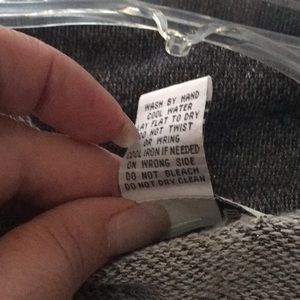 WASH BY HAND
COOL WATER
LAY FLAT TO DRY
DO NOT TWIST
OR WRING
COOL IRON IF NEEDED
ON WRONG SIDE
DO NOT BLEACH
DO NOT DRY CLEAN